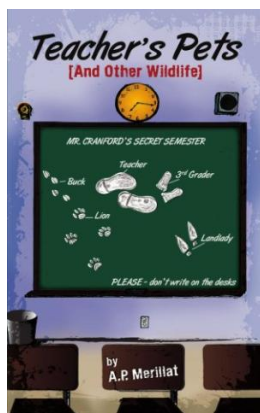 Teacher's Pets
[And Other Wildlife]
MR. CRANFORD'S SECRET SEMESTER
Teacher
3rd Grader
Buck
Lion
Landlady
PLEASE - don't write on the desks
by
A.P. Merillat